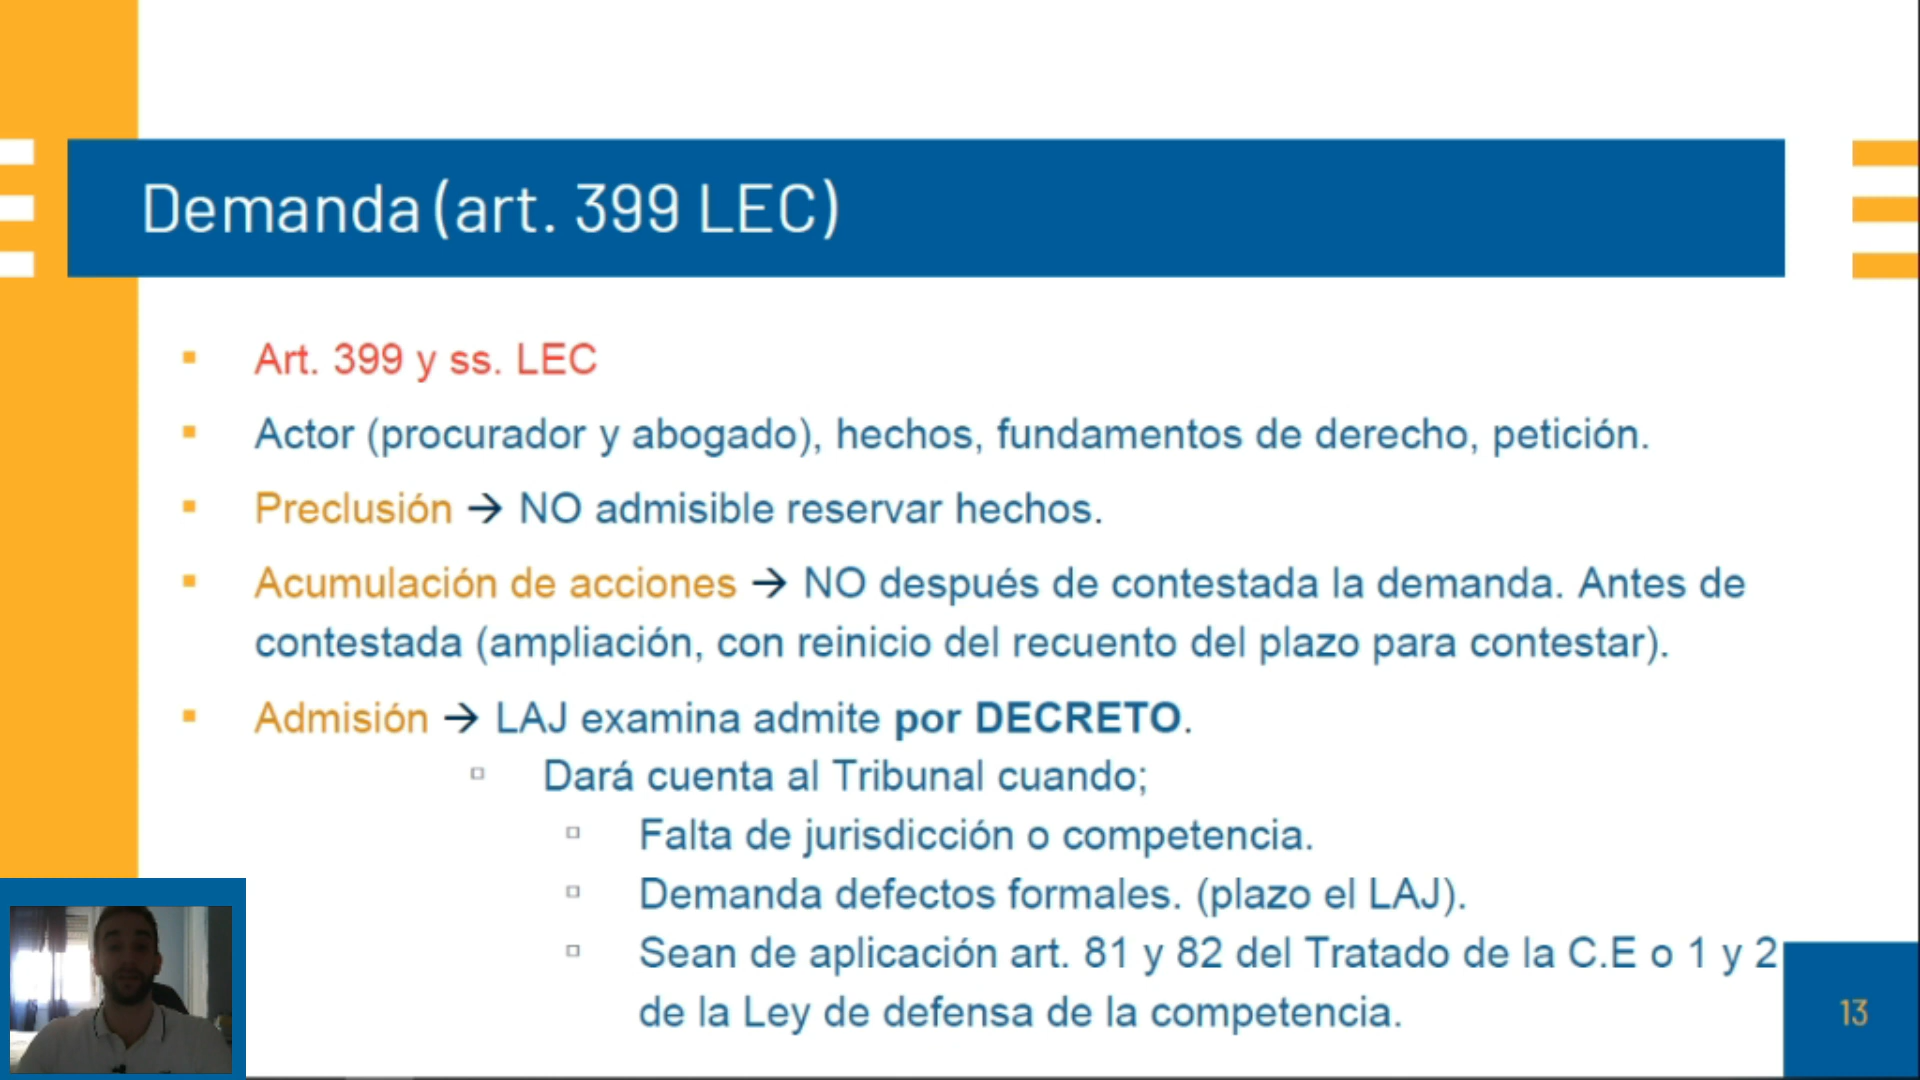 Demanda (art. 399 LEC)
Art. 399 y ss. LEC
Actor (procurador y abogado), hechos, fundamentos de derecho, petición.
Preclusión → NO admisible reservar hechos.
Acumulación de acciones → NO después de contestada la demanda. Antes de
contestada (ampliación, con reinicio del recuento del plazo para contestar).
Admisión → LAJ examina admite por DECRETO.
Dará cuenta al Tribunal cuando;
Falta de jurisdicción o competencia.
Demanda defectos formales. (plazo el LAJ).
Sean de aplicación art. 81 y 82 del Tratado de la C.E o 1 y 2
de la Ley de defensa de la competencia.
13